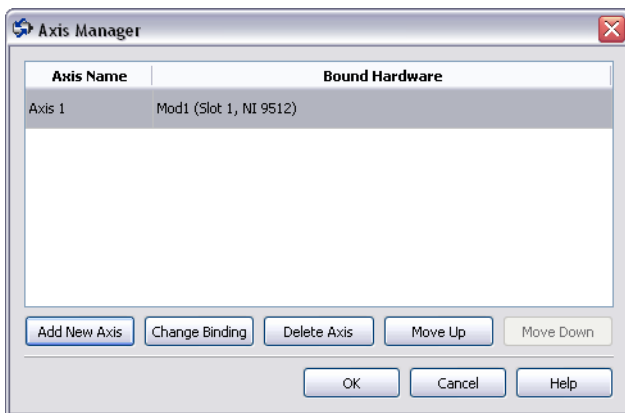 Axis Manager
Axis Name Bound Hardware
Axis 1 Mod1 (Slot 1, NI 9512)
Add New Axis Change Binding Delete Axis Move Up Move Down
OK Cancel Help